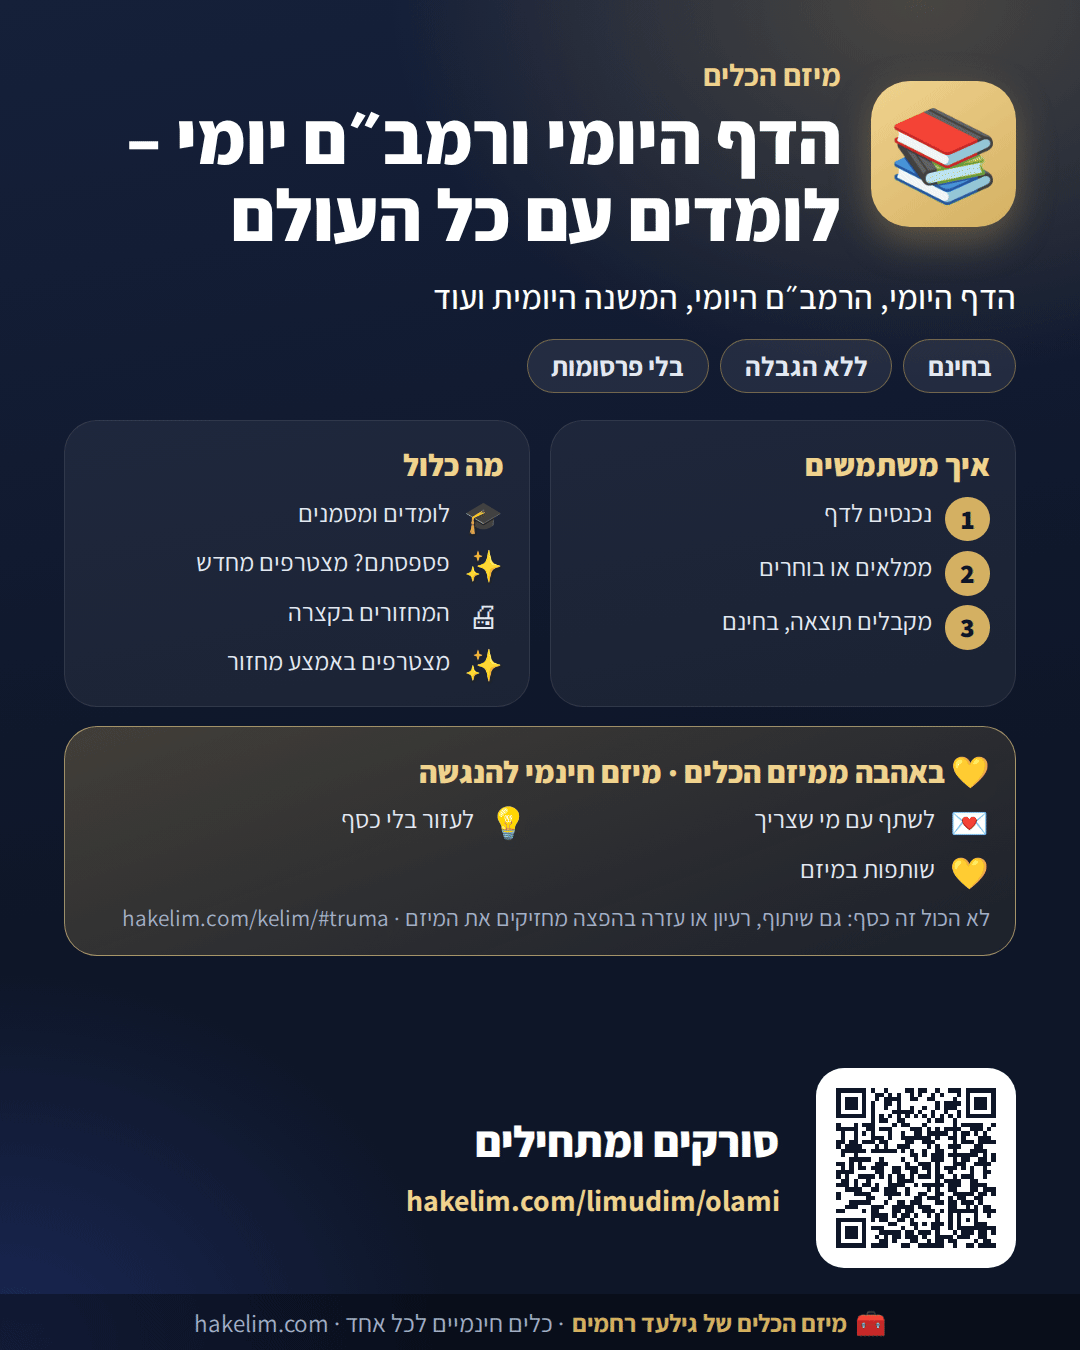 מיזם הכלים
הדף היומי ורמב״ם יומי –
לומדים עם כל העולם
הדף היומי, הרמב״ם היומי, המשנה היומית ועוד
בחינם
ללא הגבלה
בלי פרסומות
איך משתמשים
1 נכנסים לדף
2 ממלאים או בוחרים
3 מקבלים תוצאה, בחינם
מה כלול
לומדים ומסמנים
פספסתם? מצטרפים מחדש
המחזורים בקצרה
מצטרפים באמצע מחזור
באהבה ממיזם הכלים · מיזם חינמי להנגשה
לשתף עם מי שצריך
לעזור בלי כסף
שותפות במיזם
לא הכול זה כסף: גם שיתוף, רעיון או עזרה בהפצה מחזיקים את המיזם · hakelim.com/kelim/#truma
סורקים ומתחילים
hakelim.com/limudim/olami
מיזם הכלים של גילעד רחמים · כלים חינמיים לכל אחד · hakelim.com